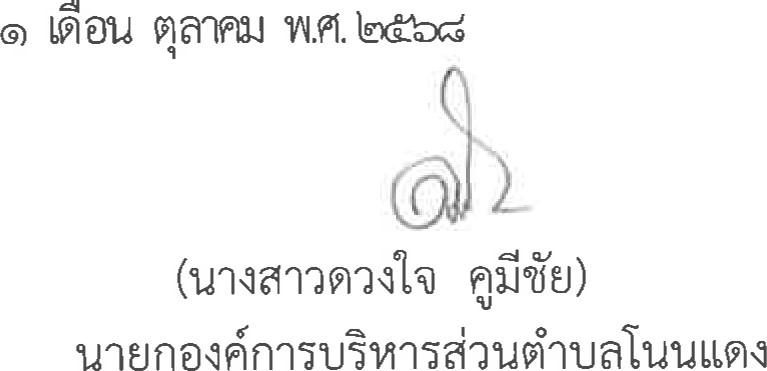 ๑ เดือน ตุลาคม พ.ศ. ๒๕๖๘
(นางสาวดวงใจ คูมีชัย)
นายกองค์การบริหารส่วนตำบลโนนแดง